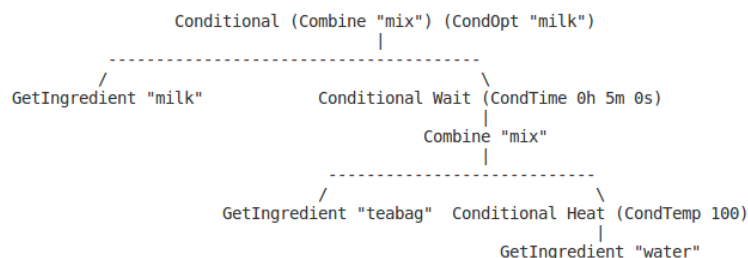 Conditional (Combine "mix") (CondOpt "milk")
|
---------------------------------------
/ \
GetIngredient "milk" Conditional Wait (CondTime 0h 5m 0s)
|
Combine "mix"
|
----------------------------
/ \
GetIngredient "teabag" Conditional Heat (CondTemp 100)
|
GetIngredient "water"